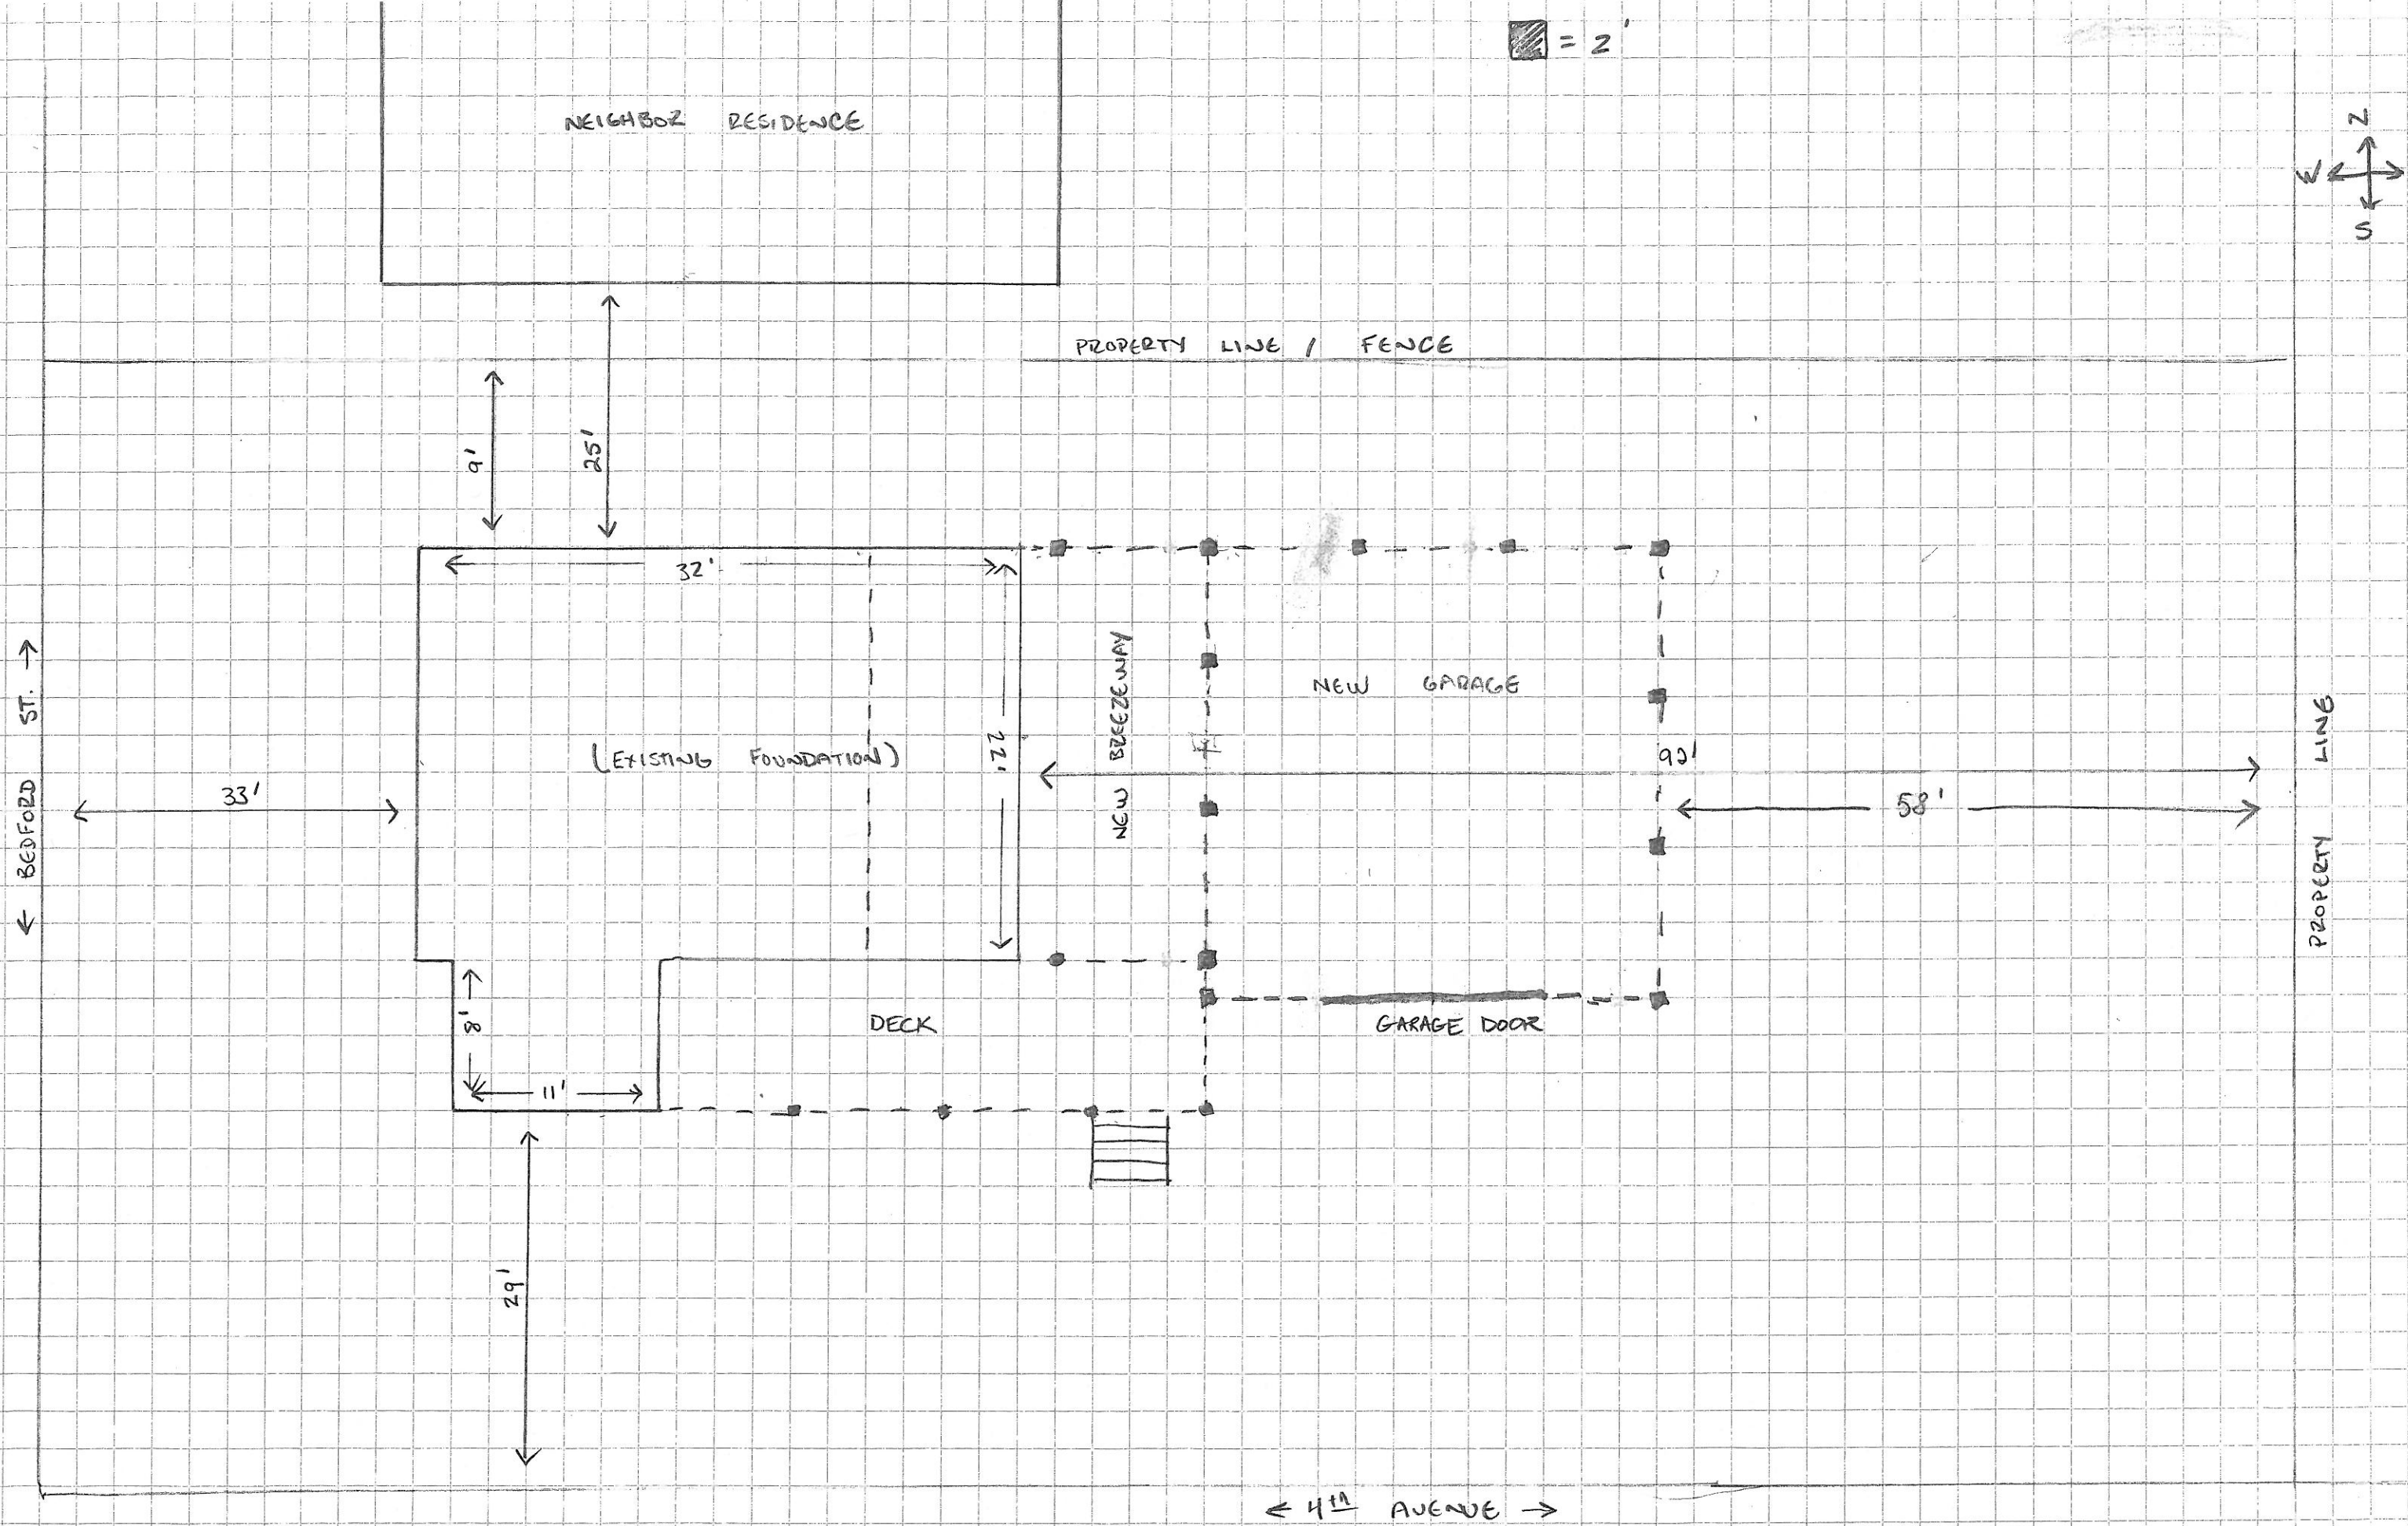 = 2'
NEIGHBOR RESIDENCE
N
W
S
PROPERTY LINE / FENCE
9'
25'
32'
22'
NEW BREEZEWAY
NEW GARAGE
(EXISTING FOUNDATION)
BEDFORD ST.
33'
92'
58'
PROPERTY LINE
8'
11'
DECK
GARAGE DOOR
29'
4th AVENUE